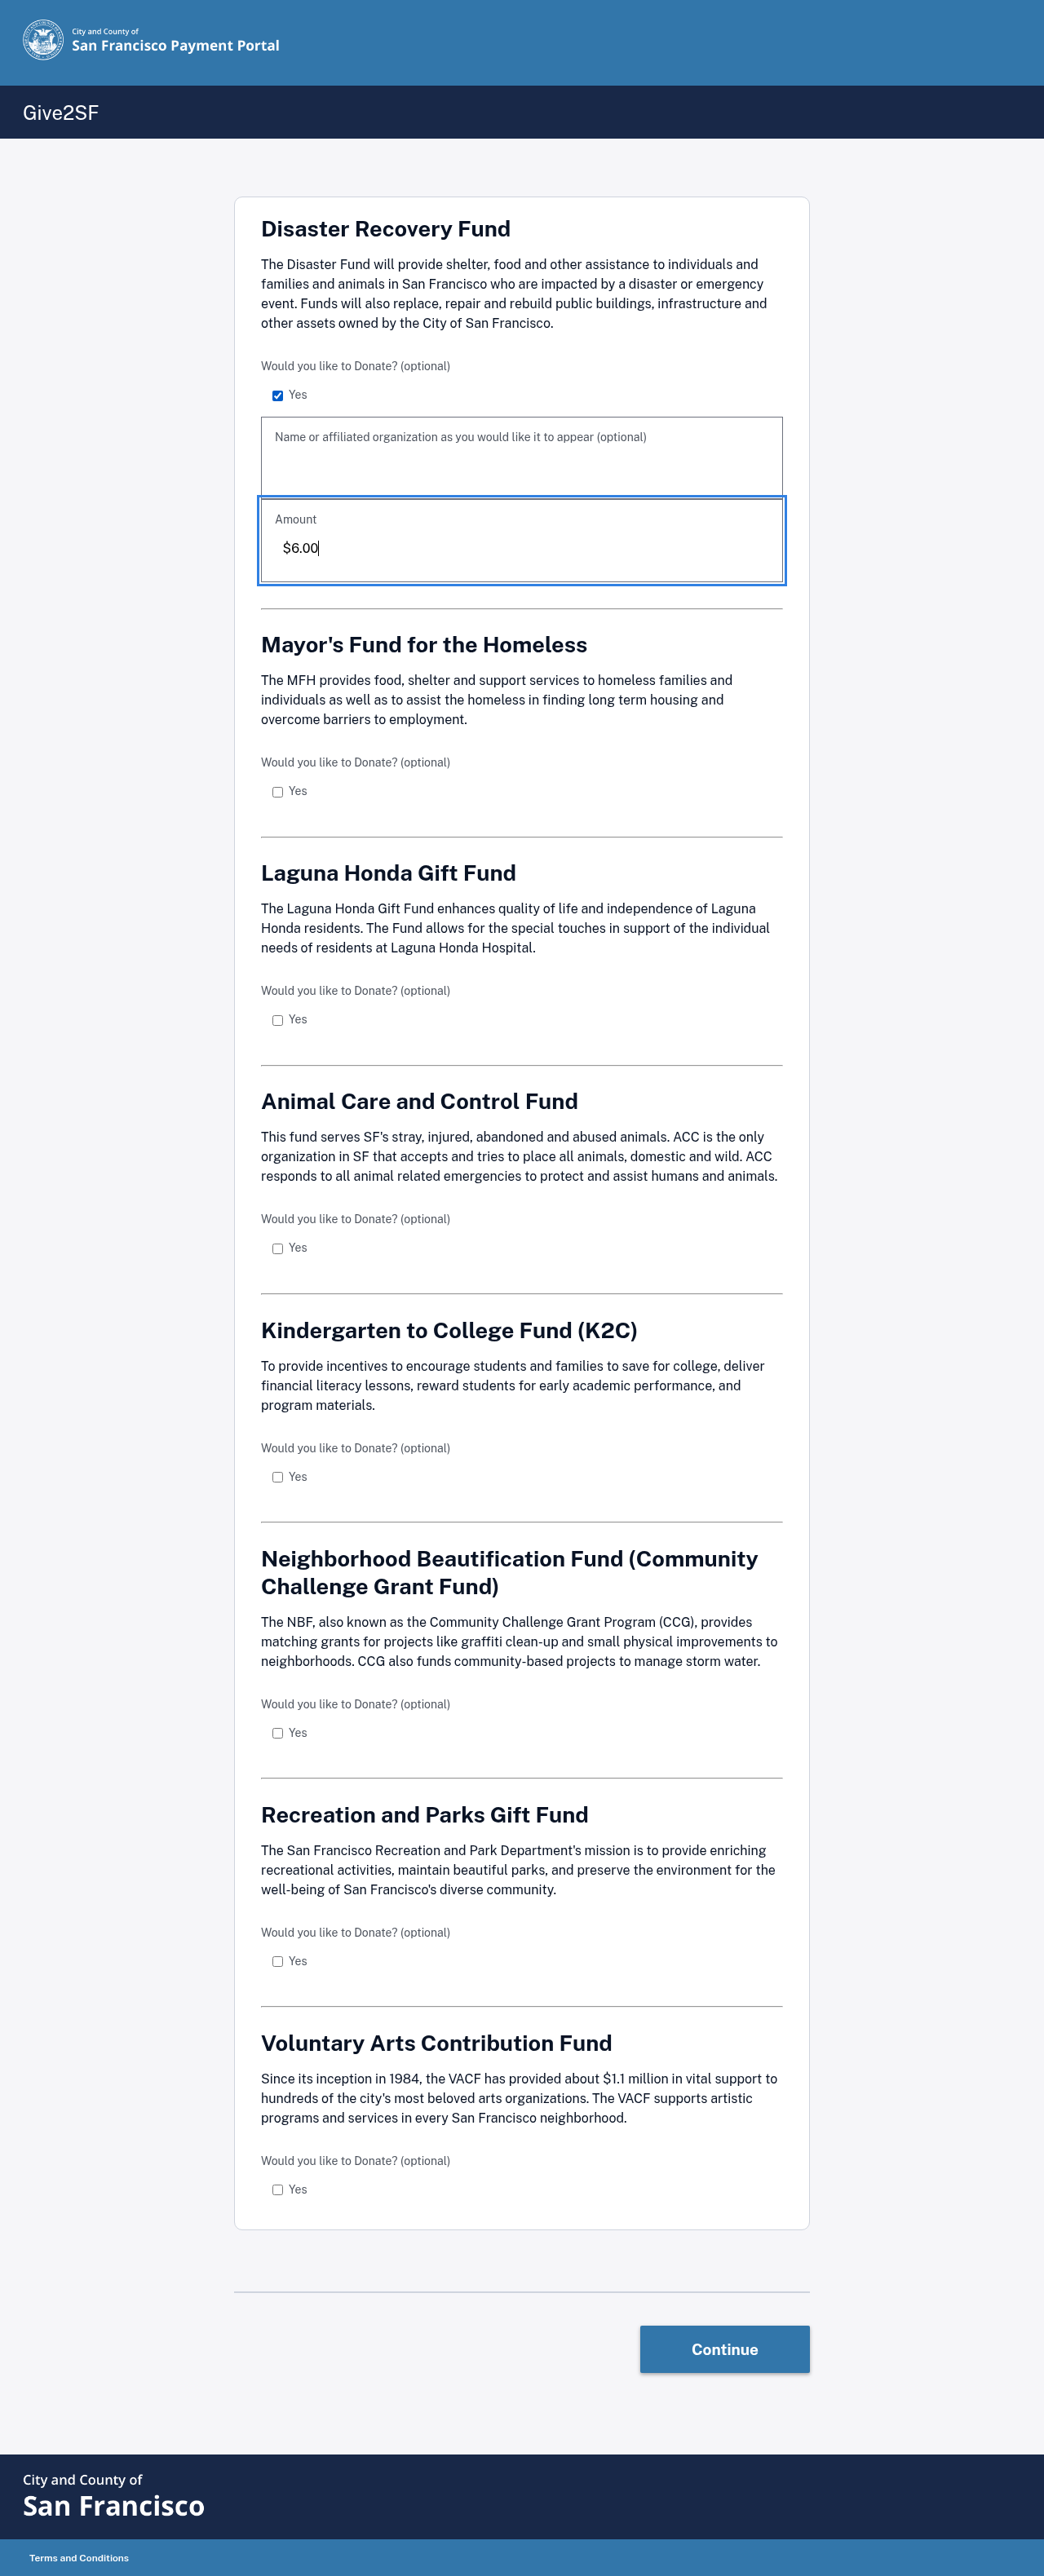 City and County of
San Francisco Payment Portal
Give2SF
Disaster Recovery Fund
The Disaster Fund will provide shelter, food and other assistance to individuals and
families and animals in San Francisco who are impacted by a disaster or emergency
event. Funds will also replace, repair and rebuild public buildings, infrastructure and
other assets owned by the City of San Francisco.
Would you like to Donate? (optional)
Yes
Name or affiliated organization as you would like it to appear (optional)
Amount
$6.00
Mayor's Fund for the Homeless
The MFH provides food, shelter and support services to homeless families and
individuals as well as to assist the homeless in finding long term housing and
overcome barriers to employment.
Would you like to Donate? (optional)
Yes
Laguna Honda Gift Fund
The Laguna Honda Gift Fund enhances quality of life and independence of Laguna
Honda residents. The Fund allows for the special touches in support of the individual
needs of residents at Laguna Honda Hospital.
Would you like to Donate? (optional)
Yes
Animal Care and Control Fund
This fund serves SF's stray, injured, abandoned and abused animals. ACC is the only
organization in SF that accepts and tries to place all animals, domestic and wild. ACC
responds to all animal related emergencies to protect and assist humans and animals.
Would you like to Donate? (optional)
Yes
Kindergarten to College Fund (K2C)
To provide incentives to encourage students and families to save for college, deliver
financial literacy lessons, reward students for early academic performance, and
program materials.
Would you like to Donate? (optional)
Yes
Neighborhood Beautification Fund (Community
Challenge Grant Fund)
The NBF, also known as the Community Challenge Grant Program (CCG), provides
matching grants for projects like graffiti clean-up and small physical improvements to
neighborhoods. CCG also funds community-based projects to manage storm water.
Would you like to Donate? (optional)
Yes
Recreation and Parks Gift Fund
The San Francisco Recreation and Park Department's mission is to provide enriching
recreational activities, maintain beautiful parks, and preserve the environment for the
well-being of San Francisco's diverse community.
Would you like to Donate? (optional)
Yes
Voluntary Arts Contribution Fund
Since its inception in 1984, the VACF has provided about $1.1 million in vital support to
hundreds of the city's most beloved arts organizations. The VACF supports artistic
programs and services in every San Francisco neighborhood.
Would you like to Donate? (optional)
Yes
Continue
City and County of
San Francisco
Terms and Conditions